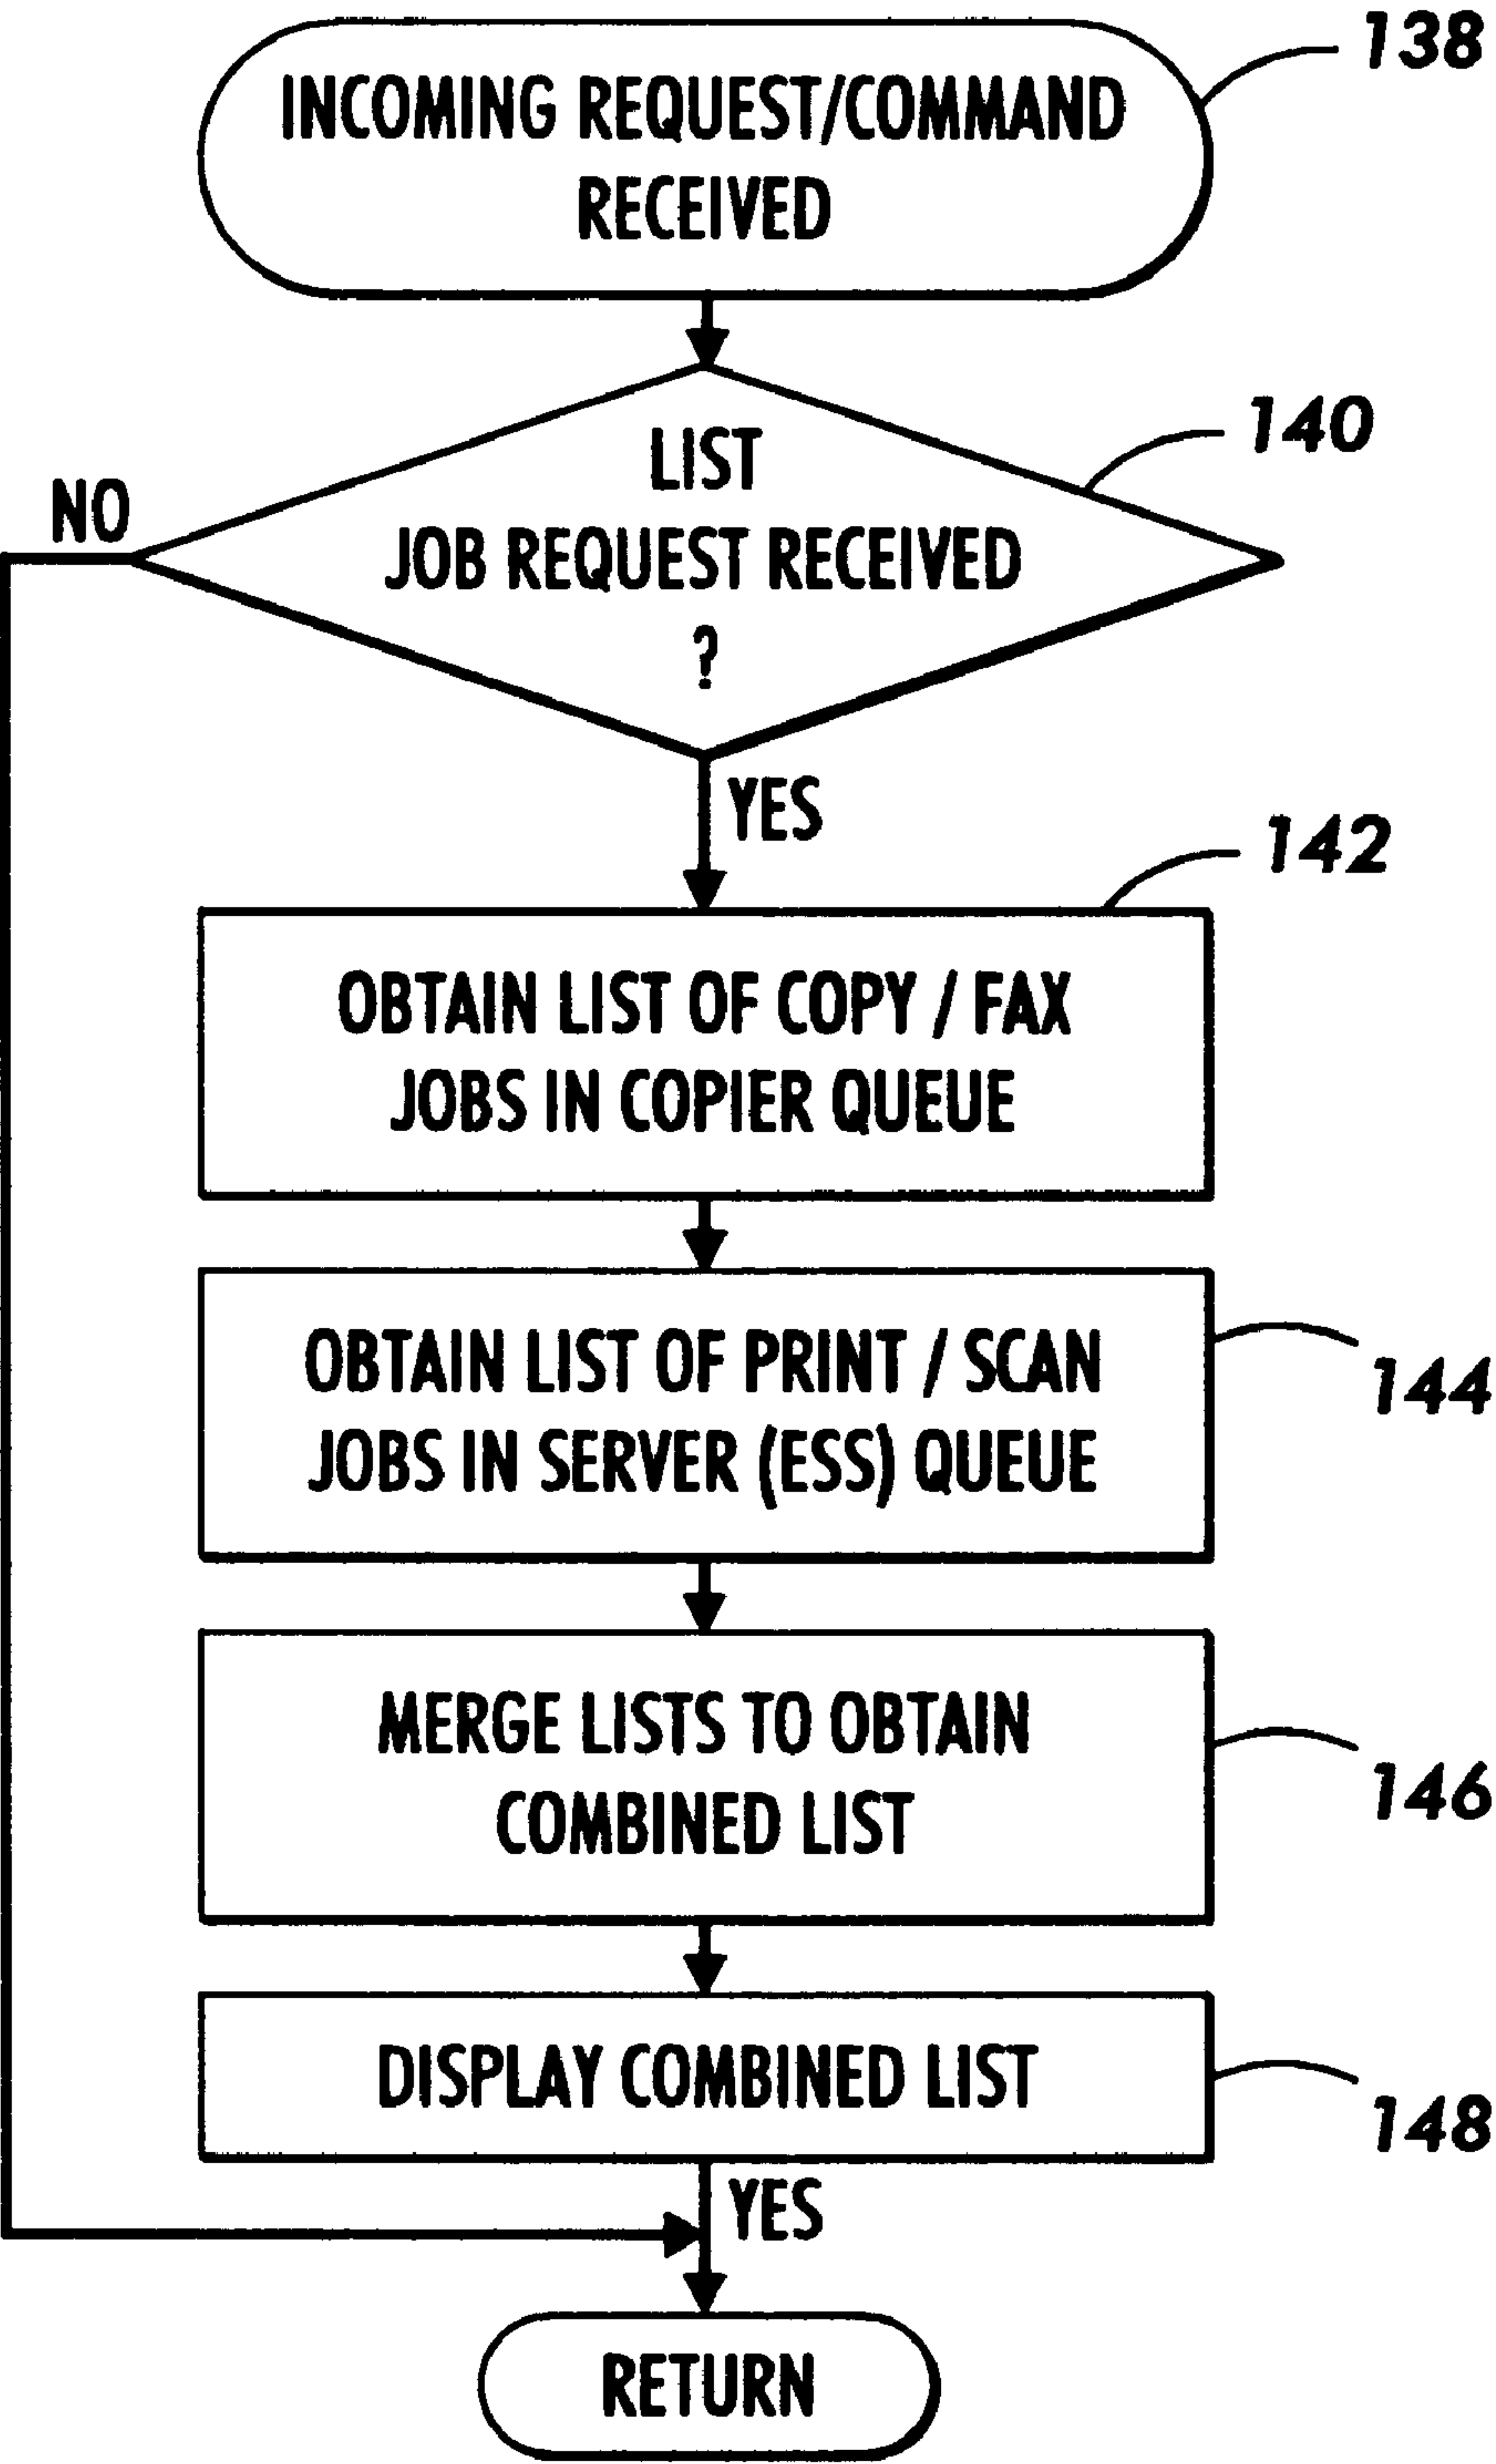 138
INCOMING REQUEST/COMMAND
RECEIVED
140
LIST
JOB REQUEST RECEIVED
?
NO
YES
142
OBTAIN LIST OF COPY / FAX
JOBS IN COPIER QUEUE
OBTAIN LIST OF PRINT / SCAN
JOBS IN SERVER (ESS) QUEUE
144
MERGE LISTS TO OBTAIN
COMBINED LIST
146
DISPLAY COMBINED LIST
148
YES
RETURN